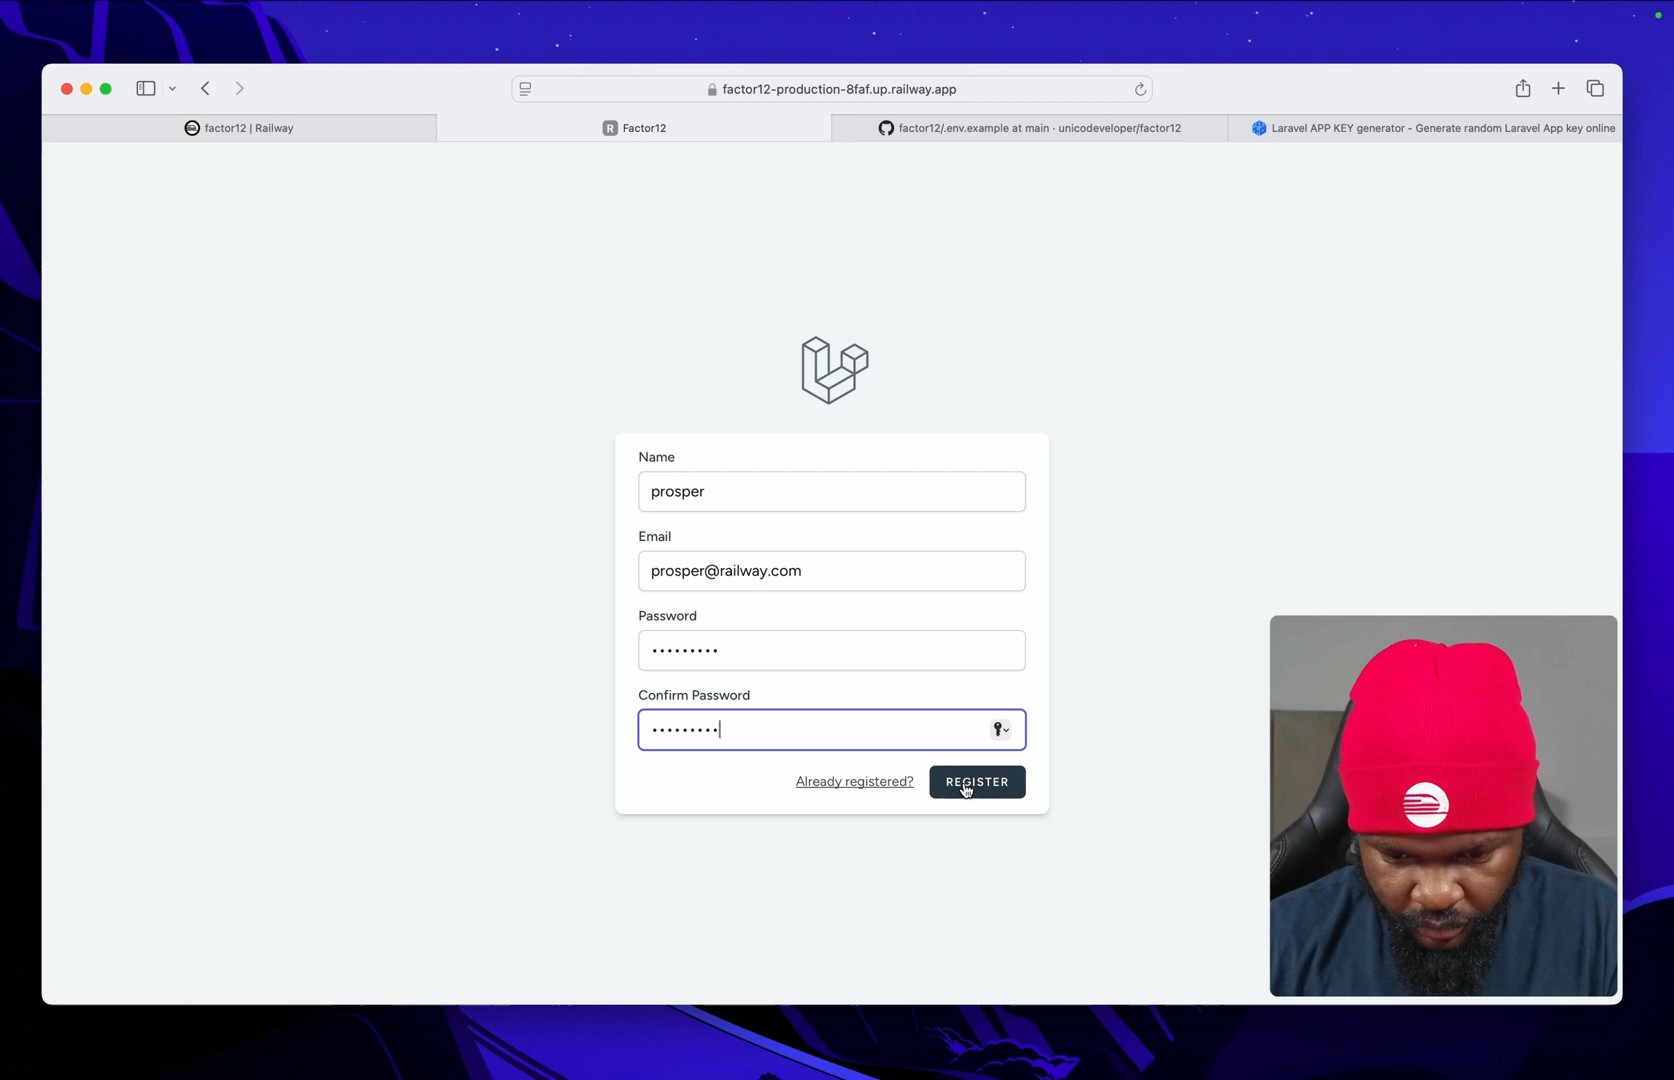 factor12-production-8faf.up.railway.app
factor12 | Railway
R Factor12
factor12/.env.example at main · unicodeveloper/factor12
Laravel APP KEY generator - Generate random Laravel App key online
Name
prosper
Email
prosper@railway.com
Password
•••••••••
Confirm Password
•••••••••
Already registered?
REGISTER